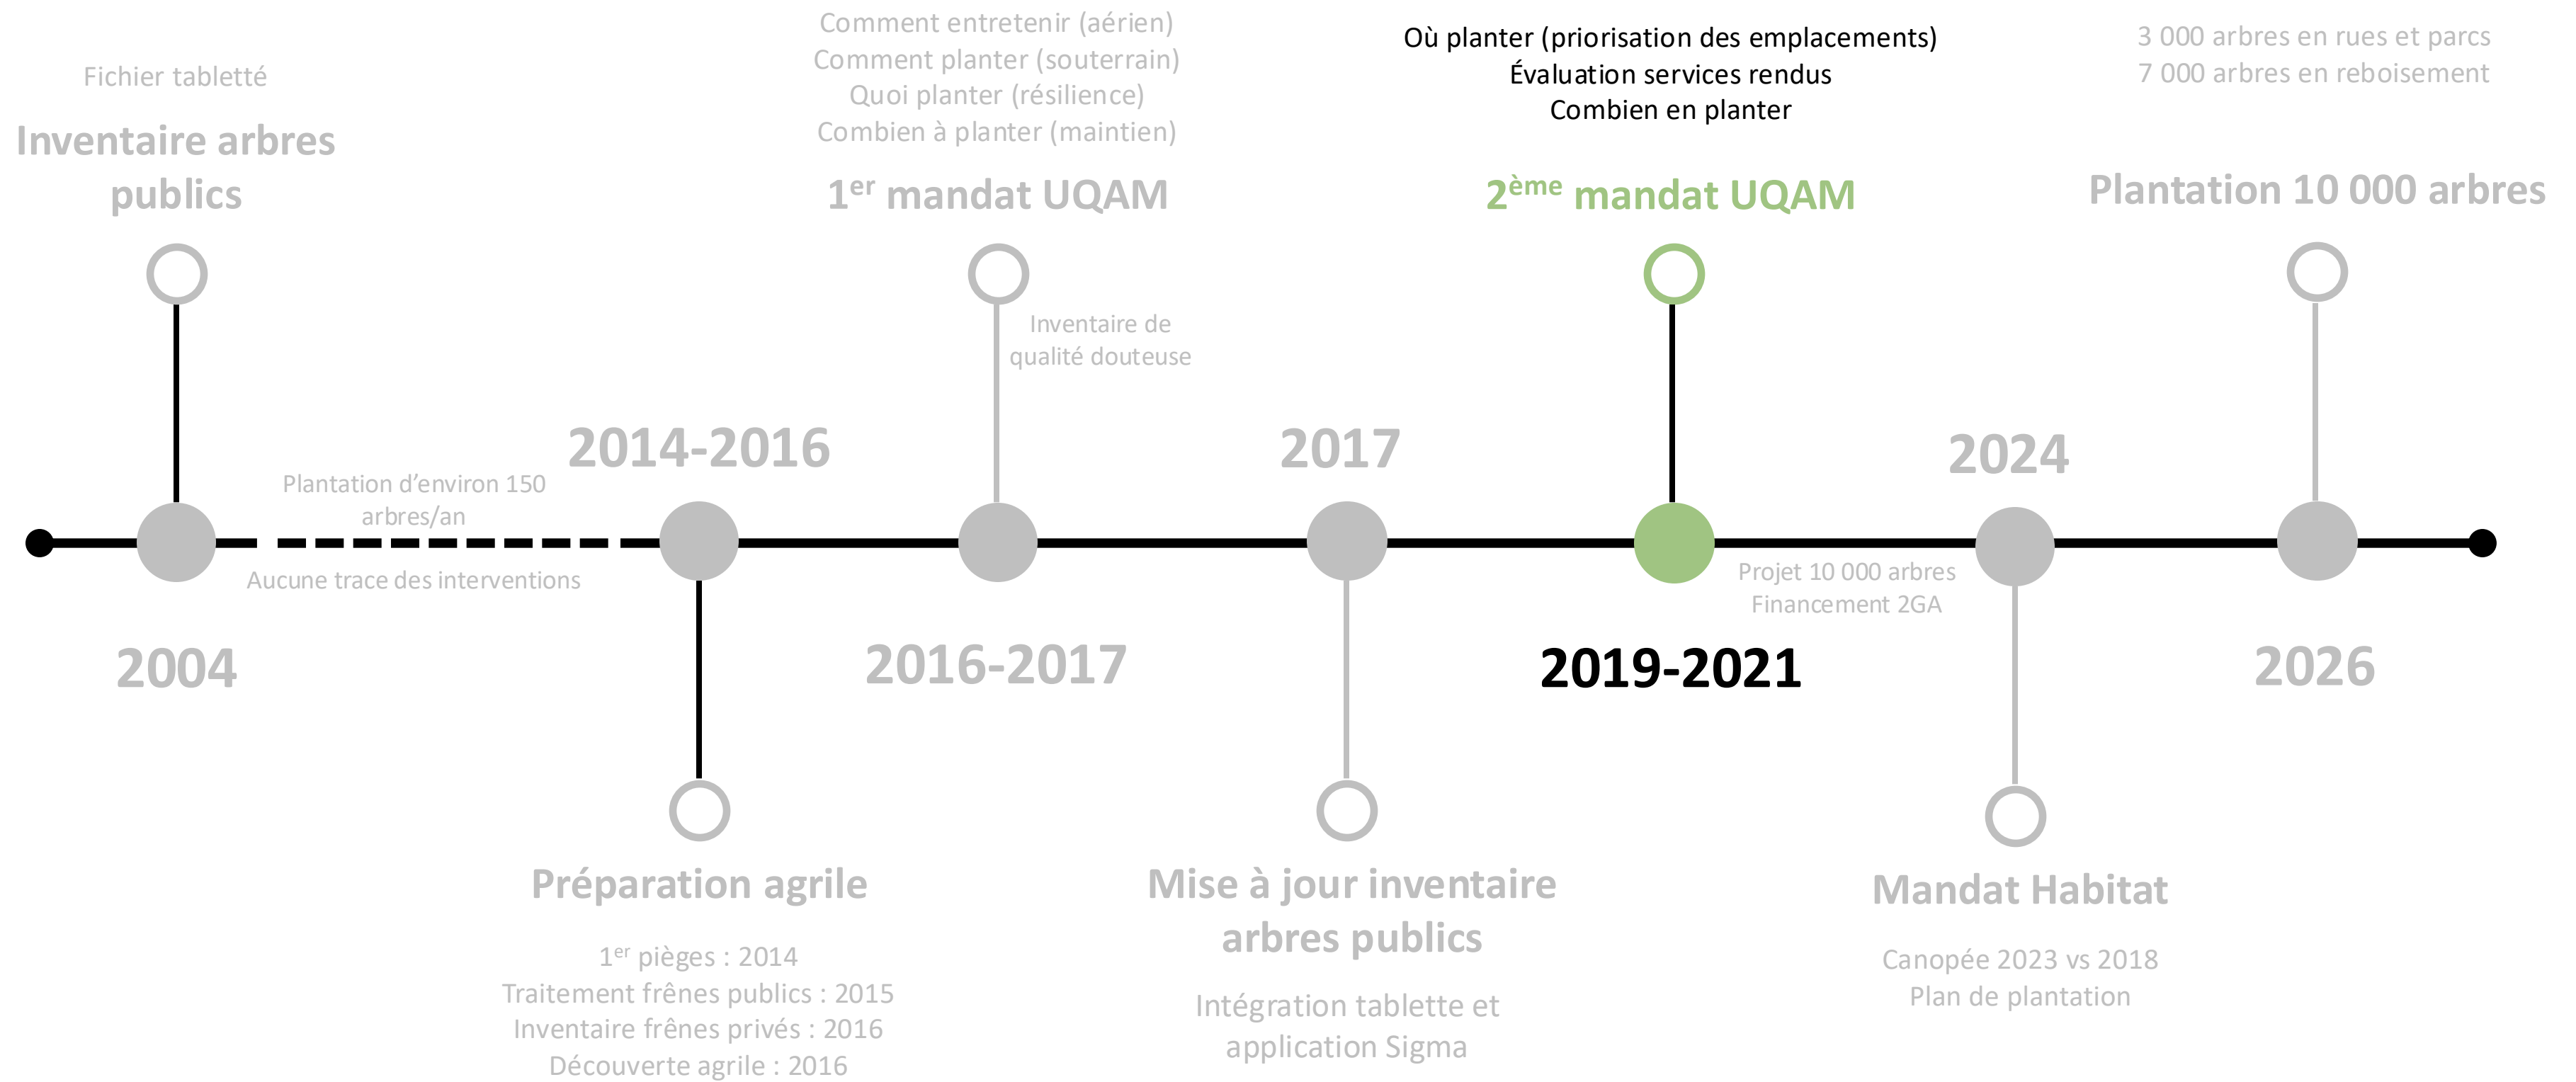 Fichier tabletté
Inventaire arbres
publics
2004
Plantation d’environ 150
arbres/an
Aucune trace des interventions
2014-2016
Préparation agrile
1er pièges : 2014
Traitement frênes publics : 2015
Inventaire frênes privés : 2016
Découverte agrile : 2016
Comment entretenir (aérien)
Comment planter (souterrain)
Quoi planter (résilience)
Combien à planter (maintien)
1er mandat UQAM
Inventaire de
qualité douteuse
2016-2017
2017
Mise à jour inventaire
arbres publics
Intégration tablette et
application Sigma
Où planter (priorisation des emplacements)
Évaluation services rendus
Combien en planter
2ème mandat UQAM
2019-2021
Projet 10 000 arbres
Financement 2GA
2024
Mandat Habitat
Canopée 2023 vs 2018
Plan de plantation
3 000 arbres en rues et parcs
7 000 arbres en reboisement
Plantation 10 000 arbres
2026